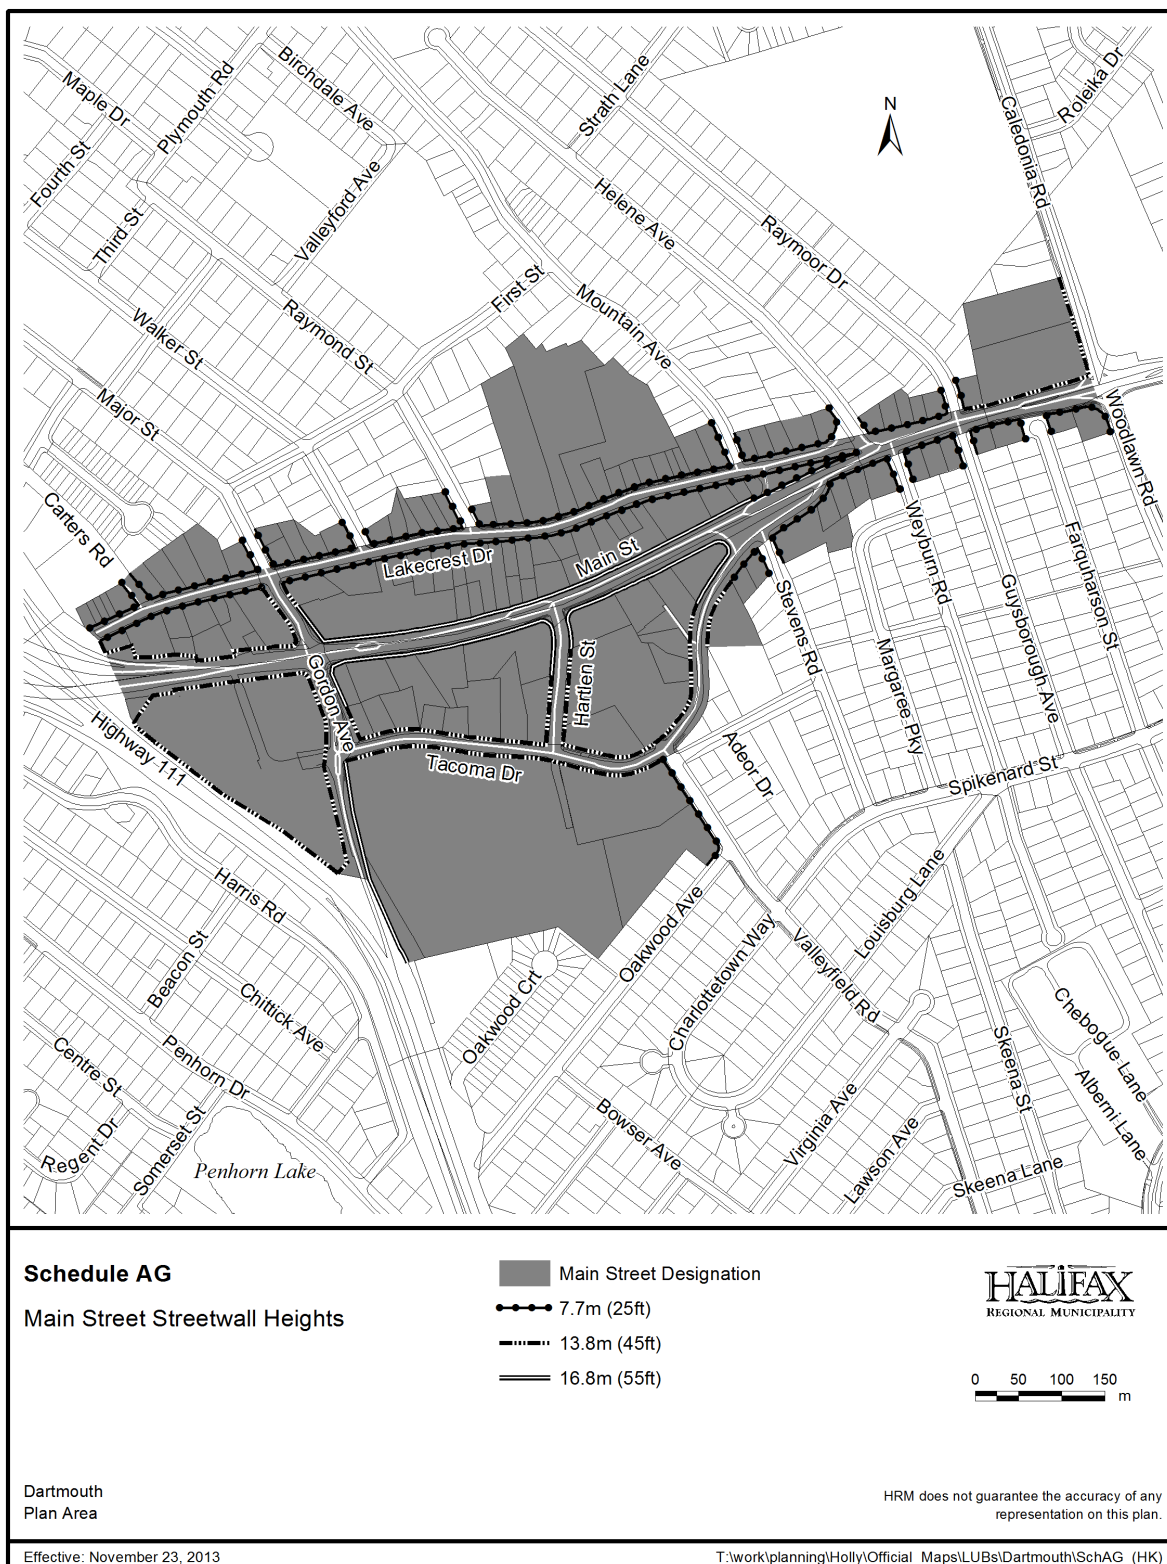 Maple Dr
Plymouth Rd
Birchdale Ave
Strath Lane
Roleika Dr
Caledonia Rd
N
Fourth St
Third St
Valleyford Ave
Helene Ave
Raymoor Dr
First St
Mountain Ave
Walker St
Raymond St
Major St
Woodlawn Rd
Carters Rd
Lakecrest Dr
Main St
Weyburn Rd
Farquharson St
Stevens Rd
Guysborough Ave
Gordon Ave
Hartlen St
Margaree Pky
Highway 111
Tacoma Dr
Adeor Dr
Spikenard St
Harris Rd
Louisburg Lane
Beacon St
Oakwood Ave
Charlottetown Way
Valleyfield Rd
Chittick Ave
Oakwood Crt
Chebogue Lane
Centre St
Penhorn Dr
Skeena St
Alberni Lane
Regent Dr
Somerset St
Bowser Ave
Virginia Ave
Lawson Ave
Penhorn Lake
Skeena Lane
Schedule AG
Main Street Streetwall Heights
Main Street Designation
7.7m (25ft)
13.8m (45ft)
16.8m (55ft)
HALIFAX
REGIONAL MUNICIPALITY
0 50 100 150
m
Dartmouth
Plan Area
HRM does not guarantee the accuracy of any
representation on this plan.
Effective: November 23, 2013
T:\work\planning\Holly\Official_Maps\LUBs\Dartmouth\SchAG (HK)